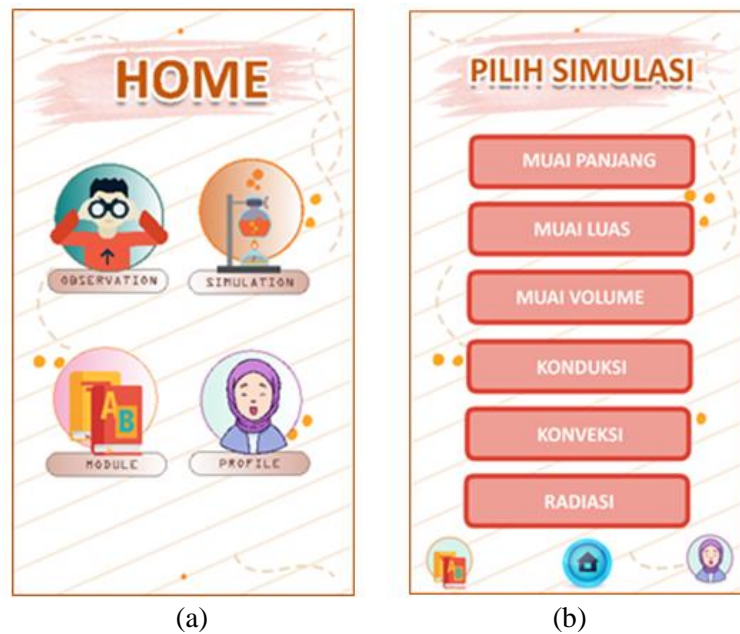 HOME
OBSERVATION
SIMULATION
MODULE
PROFILE
(a)
PILIH SIMULASI
MUAI PANJANG
MUAI LUAS
MUAI VOLUME
KONDUKSI
KONVEKSI
RADIASI
(b)